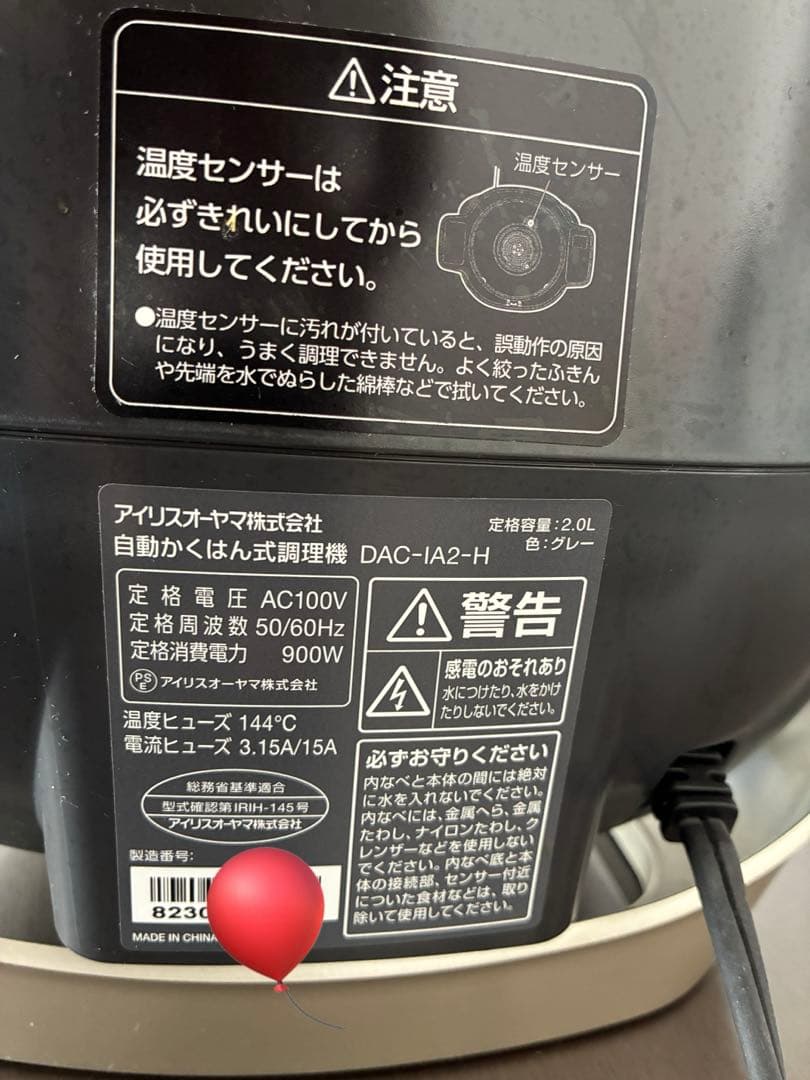 注意
温度センサーは
必ずきれいにしてから
使用してください。
温度センサー
●温度センサーに汚れが付いていると、誤動作の原因
になり、うまく調理できません。よく絞ったふきん
や先端を水でぬらした綿棒などで拭いてください。
アイリスオーヤマ株式会社
自動かくはん式調理機 DAC-IA2-H
定格容量:2.0L
色:グレー
定格電圧 AC100V
定格周波数 50/60Hz
定格消費電力 900W
PSE アイリスオーヤマ株式会社
温度ヒューズ 144℃
電流ヒューズ 3.15A/15A
総務省基準適合
型式確認第IRIH-145号
アイリスオーヤマ株式会社
製造番号:
8230
MADE IN CHINA
警告
感電のおそれあり
水につけたり、水をかけ
たりしないでください。
必ずお守りください
内なべと本体の間には絶対
に水を入れないでください。
内なべには、金属へら、金属
たわし、ナイロンたわし、ク
レンザーなどを使用しない
でください。内なべ底と本
体の接続部、センサー付近
についた食材などは、取り
除いて使用してください。